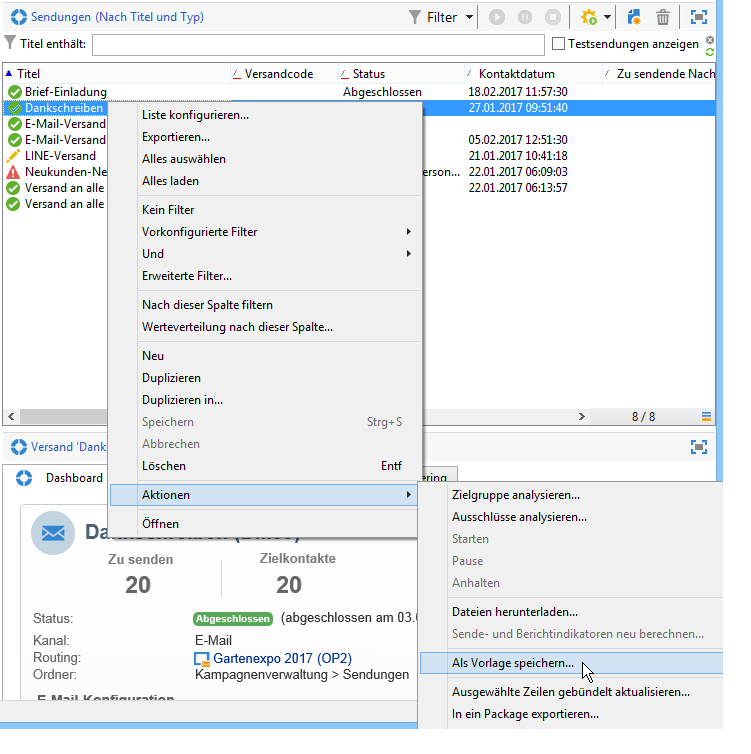 Sendungen (Nach Titel und Typ)
Filter
Titel enthält:
Testsendungen anzeigen
Titel Versandcode Status Kontaktdatum Zu sendende Nach
Brief-Einladung Abgeschlossen 18.02.2017 11:57:30
Dankschreiben 27.01.2017 09:51:40
E-Mail-Versand
E-Mail-Versand 05.02.2017 12:51:30
LINE-Versand 21.01.2017 10:41:18
Neukunden-Ne erson... 22.01.2017 06:09:03
Versand an alle 22.01.2017 06:13:57
Versand an alle
Liste konfigurieren...
Exportieren...
Alles auswählen
Alles laden
Kein Filter
Vorkonfigurierte Filter
Und
Erweiterte Filter...
Nach dieser Spalte filtern
Werteverteilung nach dieser Spalte...
Neu
Duplizieren
Duplizieren in...
Speichern Strg+S
Abbrechen
Löschen Entf
Aktionen
Öffnen
8 / 8
Versand 'Danks
Dashboard
ering
Zielgruppe analysieren...
Ausschlüsse analysieren...
Starten
Pause
Anhalten
Dateien herunterladen...
Sende- und Berichtindikatoren neu berechnen...
Als Vorlage speichern...
Ausgewählte Zeilen gebündelt aktualisieren...
In ein Package exportieren...
Zu senden Zielkontakte
20 20
Status: Abgeschlossen (abgeschlossen am 03.
Kanal: E-Mail
Routing: Gartenexpo 2017 (OP2)
Ordner: Kampagnenverwaltung > Sendungen
E-Mail-Konfiguration